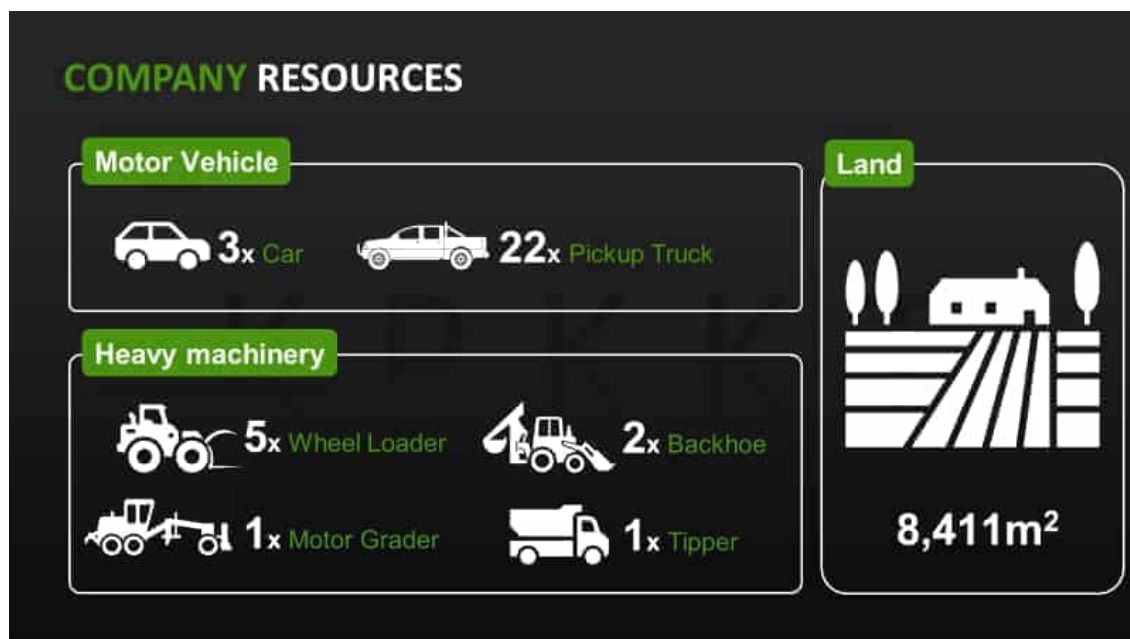 COMPANY RESOURCES
Motor Vehicle
3x Car
22x Pickup Truck
Heavy machinery
5x Wheel Loader
2x Backhoe
1x Motor Grader
1x Tipper
Land
8,411m²